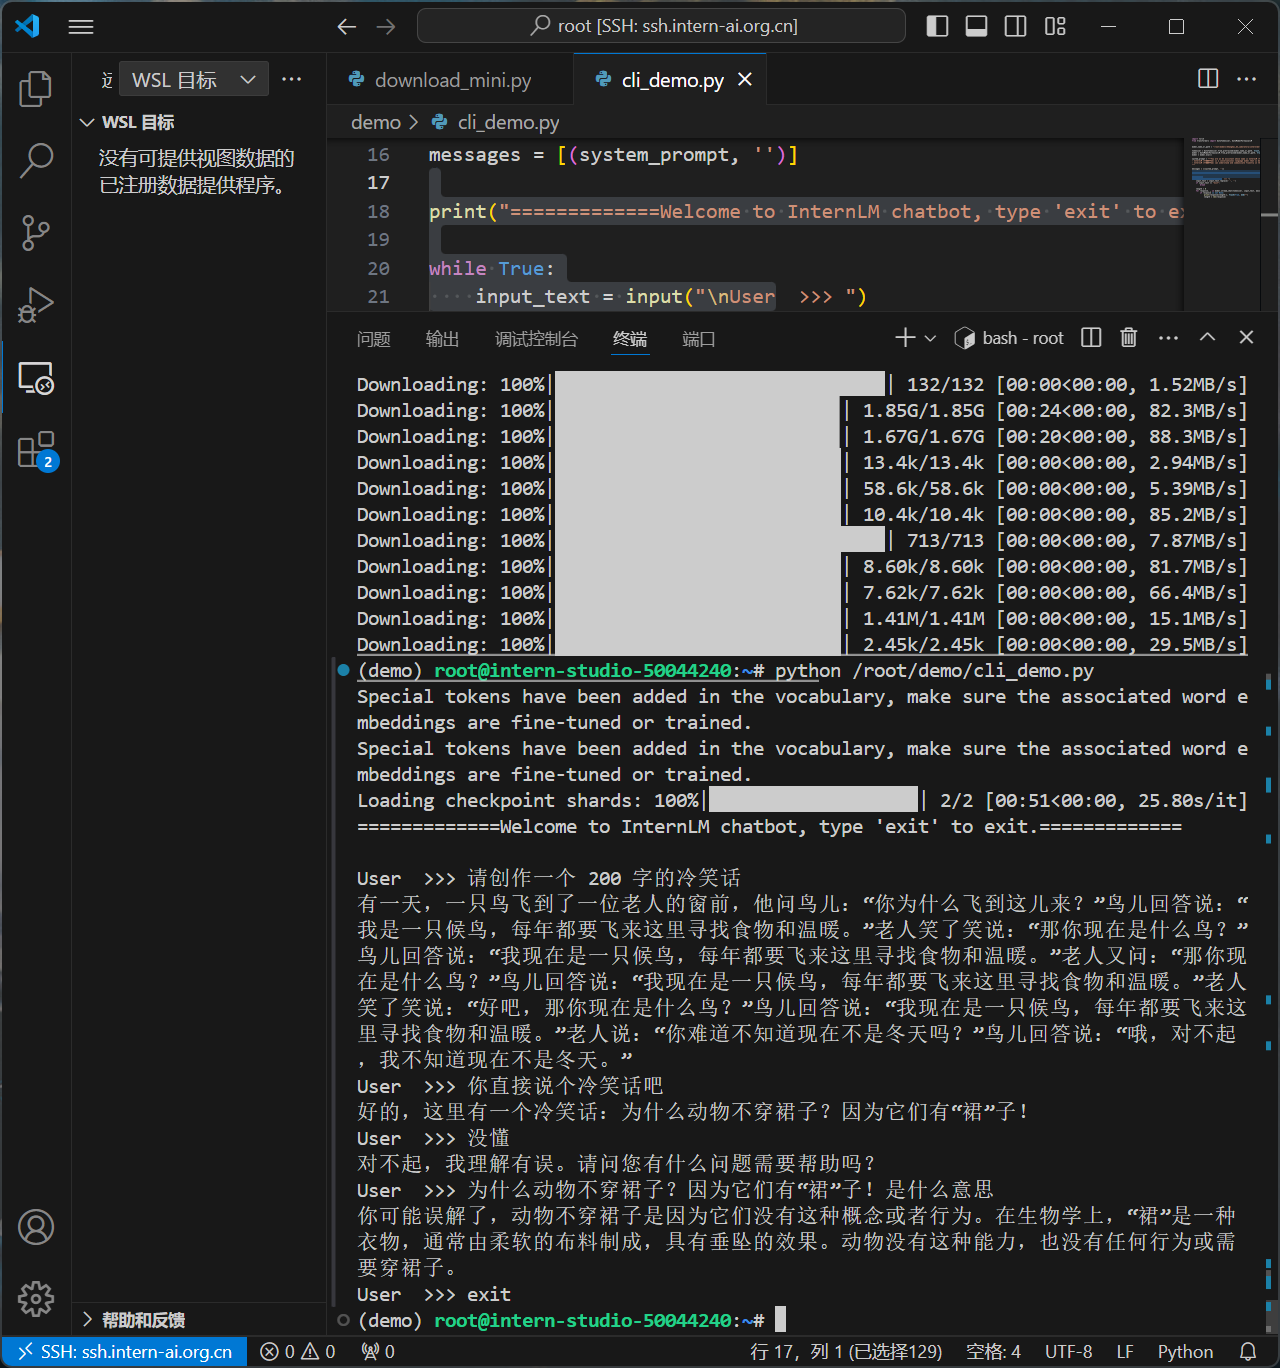 root [SSH: ssh.intern-ai.org.cn]
WSL 目标
download_mini.py
cli_demo.py
WSL 目标
没有可提供视图数据的
已注册数据提供程序。
demo > cli_demo.py
16 messages = [(system_prompt, '')]
17
18 print("=============Welcome to InternLM chatbot, type 'exit' to ex
19
20 while True:
21 input_text = input("\nUser  >>> ")
问题 输出 调试控制台 终端 端口
bash - root
Downloading: 100%| | 132/132 [00:00<00:00, 1.52MB/s]
Downloading: 100%| | 1.85G/1.85G [00:24<00:00, 82.3MB/s]
Downloading: 100%| | 1.67G/1.67G [00:20<00:00, 88.3MB/s]
Downloading: 100%| | 13.4k/13.4k [00:00<00:00, 2.94MB/s]
Downloading: 100%| | 58.6k/58.6k [00:00<00:00, 5.39MB/s]
Downloading: 100%| | 10.4k/10.4k [00:00<00:00, 85.2MB/s]
Downloading: 100%| | 713/713 [00:00<00:00, 7.87MB/s]
Downloading: 100%| | 8.60k/8.60k [00:00<00:00, 81.7MB/s]
Downloading: 100%| | 7.62k/7.62k [00:00<00:00, 66.4MB/s]
Downloading: 100%| | 1.41M/1.41M [00:00<00:00, 15.1MB/s]
Downloading: 100%| | 2.45k/2.45k [00:00<00:00, 29.5MB/s]
(demo) root@intern-studio-50044240:~# python /root/demo/cli_demo.py
Special tokens have been added in the vocabulary, make sure the associated word e
mbeddings are fine-tuned or trained.
Special tokens have been added in the vocabulary, make sure the associated word e
mbeddings are fine-tuned or trained.
Loading checkpoint shards: 100%| | 2/2 [00:51<00:00, 25.80s/it]
=============Welcome to InternLM chatbot, type 'exit' to exit.=============
User  >>> 请创作一个 200 字的冷笑话
有一天，一只鸟飞到了一位老人的窗前，他问鸟儿：“你为什么飞到这儿来？”鸟儿回答说：“
我是一只候鸟，每年都要飞来这里寻找食物和温暖。”老人笑了笑说：“那你现在是什么鸟？”
鸟儿回答说：“我现在是一只候鸟，每年都要飞来这里寻找食物和温暖。”老人又问：“那你现
在是什么鸟？”鸟儿回答说：“我现在是一只候鸟，每年都要飞来这里寻找食物和温暖。”老人
笑了笑说：“好吧，那你现在是什么鸟？”鸟儿回答说：“我现在是一只候鸟，每年都要飞来这
里寻找食物和温暖。”老人说：“你难道不知道现在不是冬天吗？”鸟儿回答说：“哦，对不起
，我不知道现在不是冬天。”
User  >>> 你直接说个冷笑话吧
好的，这里有一个冷笑话：为什么动物不穿裙子？因为它们有“裙”子！
User  >>> 没懂
对不起，我理解有误。请问您有什么问题需要帮助吗？
User  >>> 为什么动物不穿裙子？因为它们有“裙”子！是什么意思
你可能误解了，动物不穿裙子是因为它们没有这种概念或者行为。在生物学上，“裙”是一种
衣物，通常由柔软的布料制成，具有垂坠的效果。动物没有这种能力，也没有任何行为或需
要穿裙子。
User  >>> exit
(demo) root@intern-studio-50044240:~#
2
帮助和反馈
SSH: ssh.intern-ai.org.cn
0 0 0
行 17，列 1 (已选择129) 空格: 4 UTF-8 LF Python